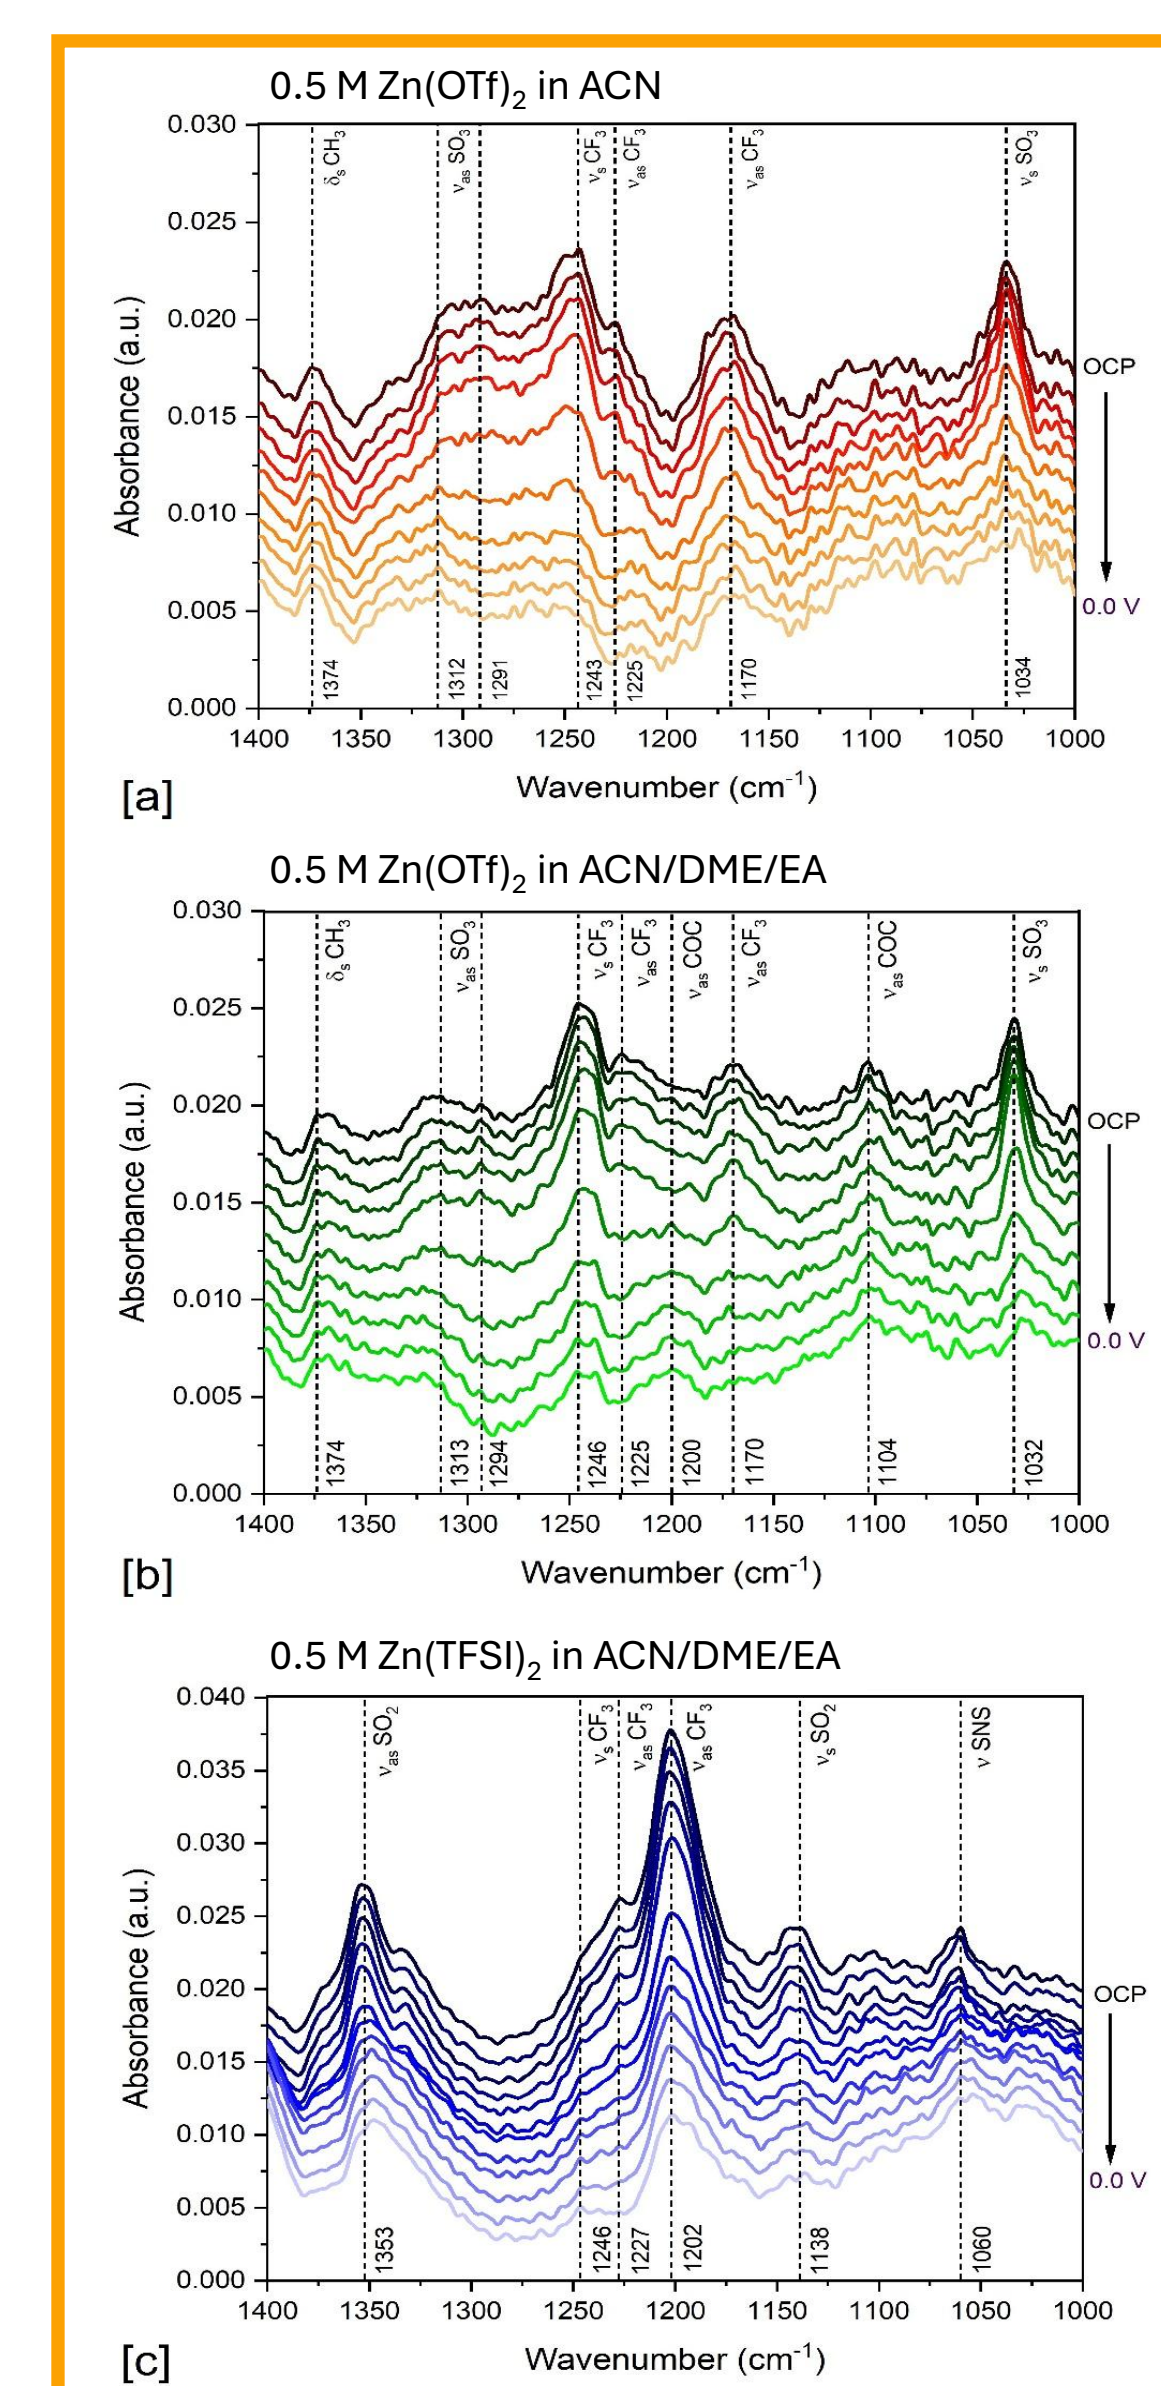 0.5 M Zn(OTf)₂ in ACN
Absorbance (a.u.)
0.030
0.025
0.020
0.015
0.010
0.005
0.000
δₛ CH₃
νₐₛ SO₃
νₛ CF₃
νₐₛ CF₃
νₐₛ CF₃
νₛ SO₃
OCP
0.0 V
1374
1312
1291
1243
1225
1170
1034
1400 1350 1300 1250 1200 1150 1100 1050 1000
Wavenumber (cm⁻¹)
[a]
0.5 M Zn(OTf)₂ in ACN/DME/EA
Absorbance (a.u.)
0.030
0.025
0.020
0.015
0.010
0.005
0.000
δₛ CH₃
νₐₛ SO₃
νₛ CF₃
νₐₛ CF₃
νₐₛ COC
νₐₛ CF₃
νₐₛ COC
νₛ SO₃
OCP
0.0 V
1374
1313
1294
1246
1225
1200
1170
1104
1032
1400 1350 1300 1250 1200 1150 1100 1050 1000
Wavenumber (cm⁻¹)
[b]
0.5 M Zn(TFSI)₂ in ACN/DME/EA
Absorbance (a.u.)
0.040
0.035
0.030
0.025
0.020
0.015
0.010
0.005
0.000
νₐₛ SO₂
νₛ CF₃
νₐₛ CF₃
νₐₛ CF₃
νₛ SO₂
ν SNS
OCP
0.0 V
1353
1246
1227
1202
1138
1060
1400 1350 1300 1250 1200 1150 1100 1050 1000
Wavenumber (cm⁻¹)
[c]